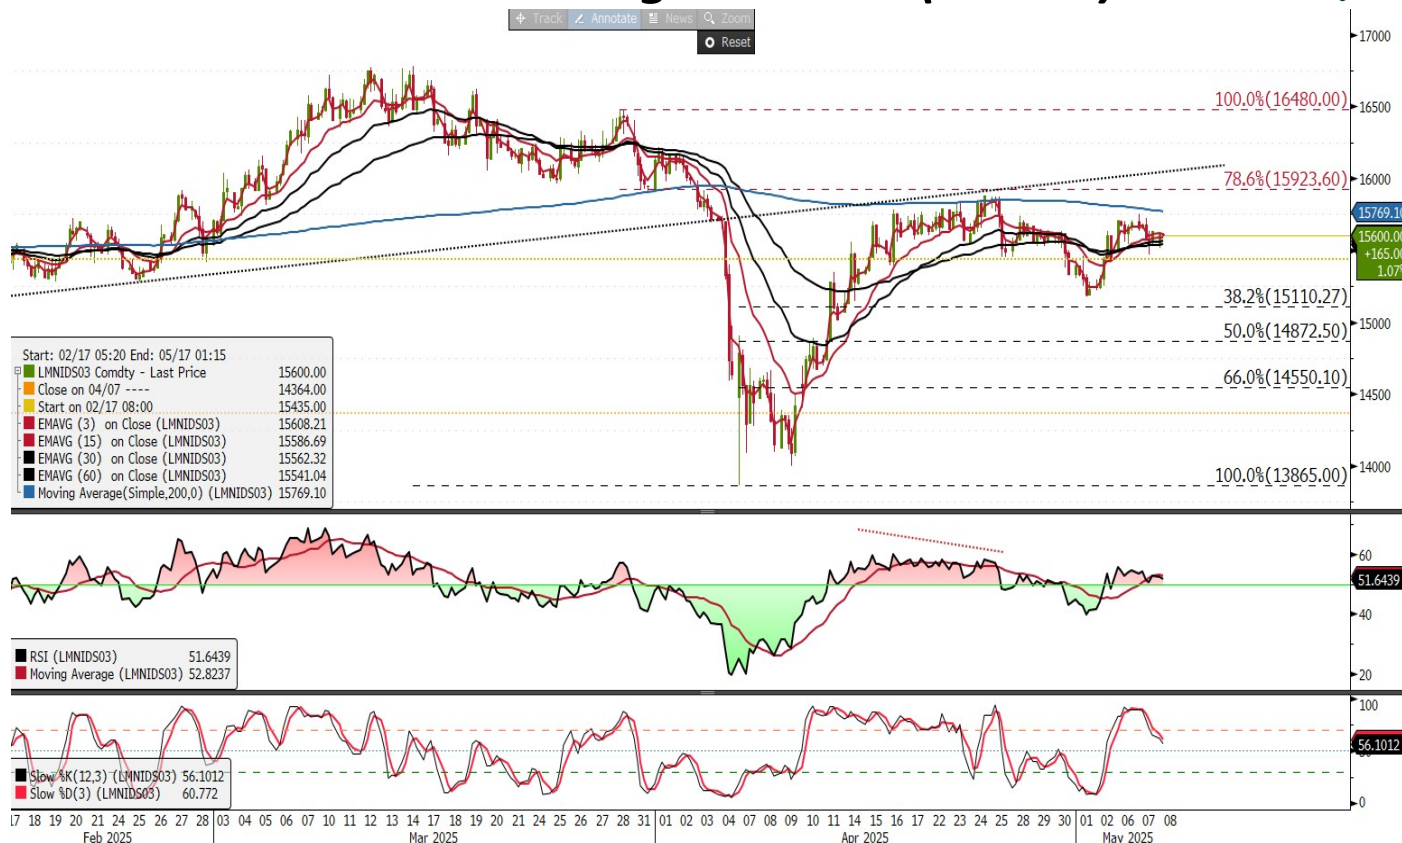 Track Annotate News Zoom
Reset
17000
100.0%(16480.00)
16500
78.6%(15923.60)
16000
15769.10
15600.00
+165.00
1.07%
38.2%(15110.27)
15000
50.0%(14872.50)
66.0%(14550.10)
14500
14000
100.0%(13865.00)
Start: 02/17 05:20 End: 05/17 01:15
LMNIDS03 Comdty - Last Price 15600.00
Close on 04/07 ---- 14364.00
Start on 02/17 08:00 15435.00
EMAVG (3) on Close (LMNIDS03) 15608.21
EMAVG (15) on Close (LMNIDS03) 15586.69
EMAVG (30) on Close (LMNIDS03) 15562.32
EMAVG (60) on Close (LMNIDS03) 15541.04
Moving Average(Simple,200,0) (LMNIDS03) 15769.10
60
51.6439
40
20
RSI (LMNIDS03) 51.6439
Moving Average (LMNIDS03) 52.8237
100
56.1012
0
Slow %K(12,3) (LMNIDS03) 56.1012
Slow %D(3) (LMNIDS03) 60.772
17 18 19 20 21 24 25 26 27 28 03 04 05 06 07 10 11 12 13 14 17 18 19 20 21 24 25 26 27 28 31 01 02 03 04 07 08 09 10 11 14 15 16 17 22 23 24 25 28 29 30 01 02 06 07 08
Feb 2025 Mar 2025 Apr 2025 May 2025